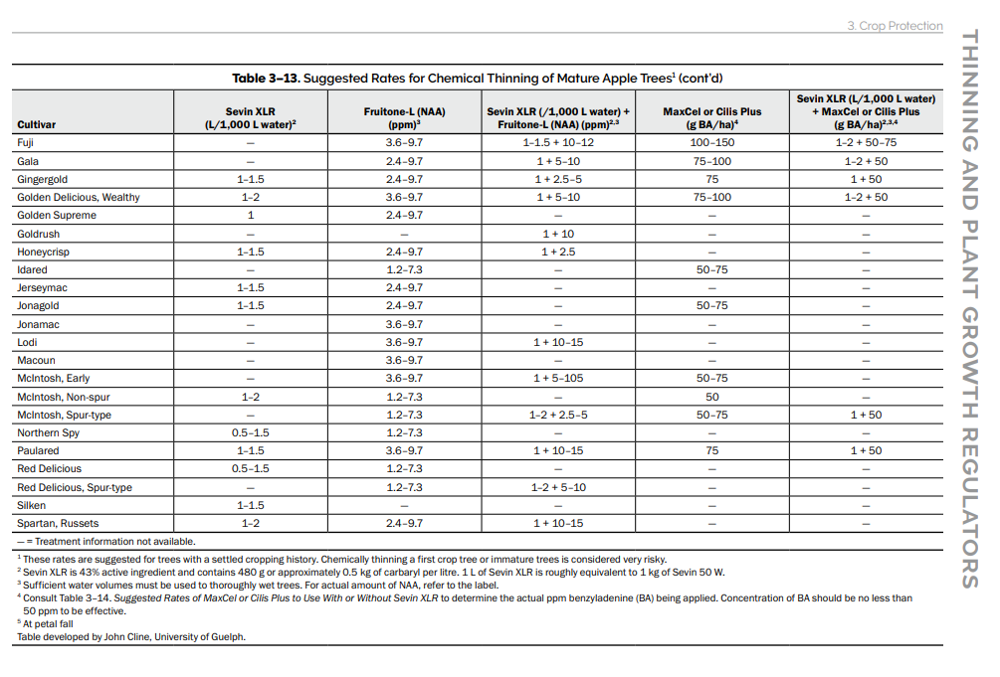 3. Crop Protection
THINNING AND PLANT GROWTH REGULATORS
Table 3–13. Suggested Rates for Chemical Thinning of Mature Apple Trees¹ (cont'd)
Cultivar | Sevin XLR (L/1,000 L water)² | Fruitone-L (NAA) (ppm)³ | Sevin XLR (/1,000 L water) + Fruitone-L (NAA) (ppm)²,³ | MaxCel or Cilis Plus (g BA/ha)⁴ | Sevin XLR (L/1,000 L water) + MaxCel or Cilis Plus (g BA/ha)²,³,⁴
Fuji | — | 3.6–9.7 | 1–1.5 + 10–12 | 100–150 | 1–2 + 50–75
Gala | — | 2.4–9.7 | 1 + 5–10 | 75–100 | 1–2 + 50
Gingergold | 1–1.5 | 2.4–9.7 | 1 + 2.5–5 | 75 | 1 + 50
Golden Delicious, Wealthy | 1–2 | 3.6–9.7 | 1 + 5–10 | 75–100 | 1–2 + 50
Golden Supreme | 1 | 2.4–9.7 | — | — | —
Goldrush | — | — | 1 + 10 | — | —
Honeycrisp | 1–1.5 | 2.4–9.7 | 1 + 2.5 | — | —
Idared | — | 1.2–7.3 | — | 50–75 | —
Jerseymac | 1–1.5 | 2.4–9.7 | — | — | —
Jonagold | 1–1.5 | 2.4–9.7 | — | 50–75 | —
Jonamac | — | 3.6–9.7 | — | — | —
Lodi | — | 3.6–9.7 | 1 + 10–15 | — | —
Macoun | — | 3.6–9.7 | — | — | —
McIntosh, Early | — | 3.6–9.7 | 1 + 5–105 | 50–75 | —
McIntosh, Non-spur | 1–2 | 1.2–7.3 | — | 50 | —
McIntosh, Spur-type | — | 1.2–7.3 | 1–2 + 2.5–5 | 50–75 | 1 + 50
Northern Spy | 0.5–1.5 | 1.2–7.3 | — | — | —
Paulared | 1–1.5 | 3.6–9.7 | 1 + 10–15 | 75 | 1 + 50
Red Delicious | 0.5–1.5 | 1.2–7.3 | — | — | —
Red Delicious, Spur-type | — | 1.2–7.3 | 1–2 + 5–10 | — | —
Silken | 1–1.5 | — | — | — | —
Spartan, Russets | 1–2 | 2.4–9.7 | 1 + 10–15 | — | —
— = Treatment information not available.
¹ These rates are suggested for trees with a settled cropping history. Chemically thinning a first crop tree or immature trees is considered very risky.
² Sevin XLR is 43% active ingredient and contains 480 g or approximately 0.5 kg of carbaryl per litre. 1 L of Sevin XLR is roughly equivalent to 1 kg of Sevin 50 W.
³ Sufficient water volumes must be used to thoroughly wet trees. For actual amount of NAA, refer to the label.
⁴ Consult Table 3–14. Suggested Rates of MaxCel or Cilis Plus to Use With or Without Sevin XLR to determine the actual ppm benzyladenine (BA) being applied. Concentration of BA should be no less than
50 ppm to be effective.
⁵ At petal fall
Table developed by John Cline, University of Guelph.